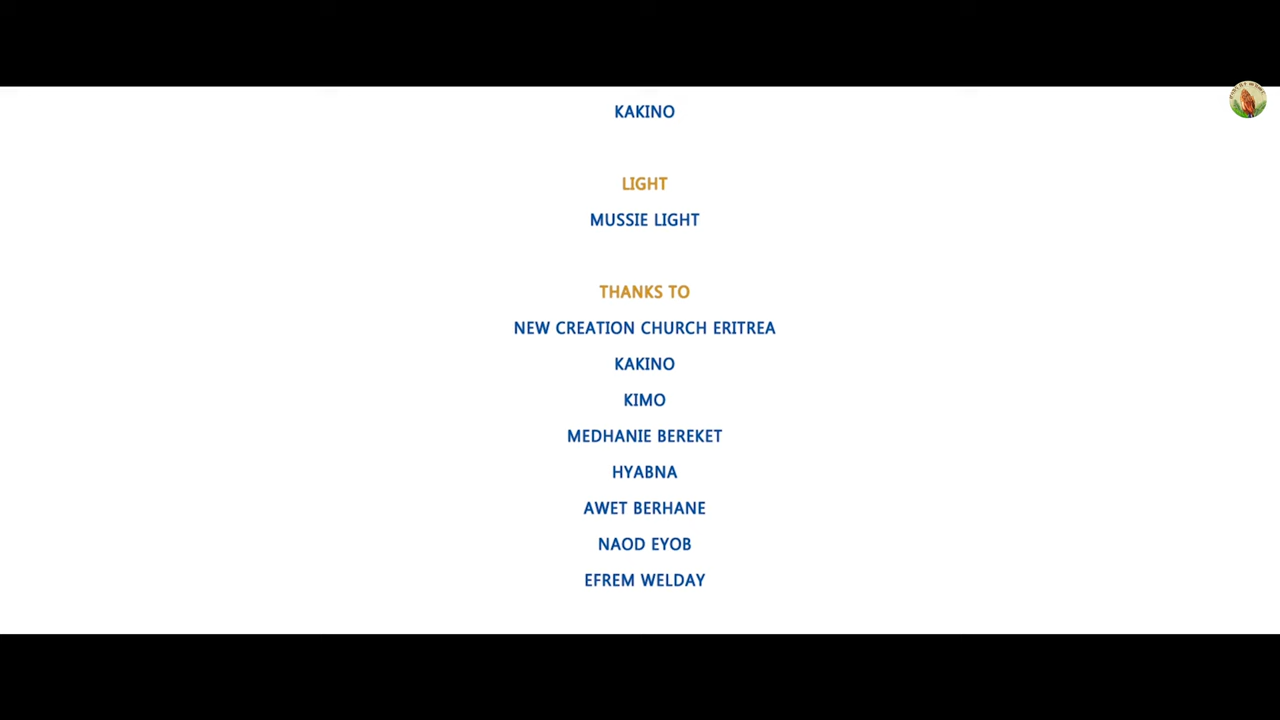 KAKINO
LIGHT
MUSSIE LIGHT
THANKS TO
NEW CREATION CHURCH ERITREA
KAKINO
KIMO
MEDHANIE BEREKET
HYABNA
AWET BERHANE
NAOD EYOB
EFREM WELDAY